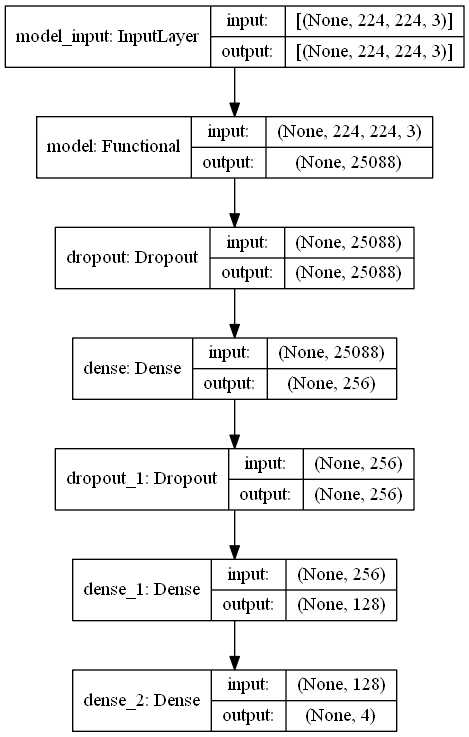 model_input: InputLayer
input:
[(None, 224, 224, 3)]
output:
[(None, 224, 224, 3)]
model: Functional
input:
(None, 224, 224, 3)
output:
(None, 25088)
dropout: Dropout
input:
(None, 25088)
output:
(None, 25088)
dense: Dense
input:
(None, 25088)
output:
(None, 256)
dropout_1: Dropout
input:
(None, 256)
output:
(None, 256)
dense_1: Dense
input:
(None, 256)
output:
(None, 128)
dense_2: Dense
input:
(None, 128)
output:
(None, 4)